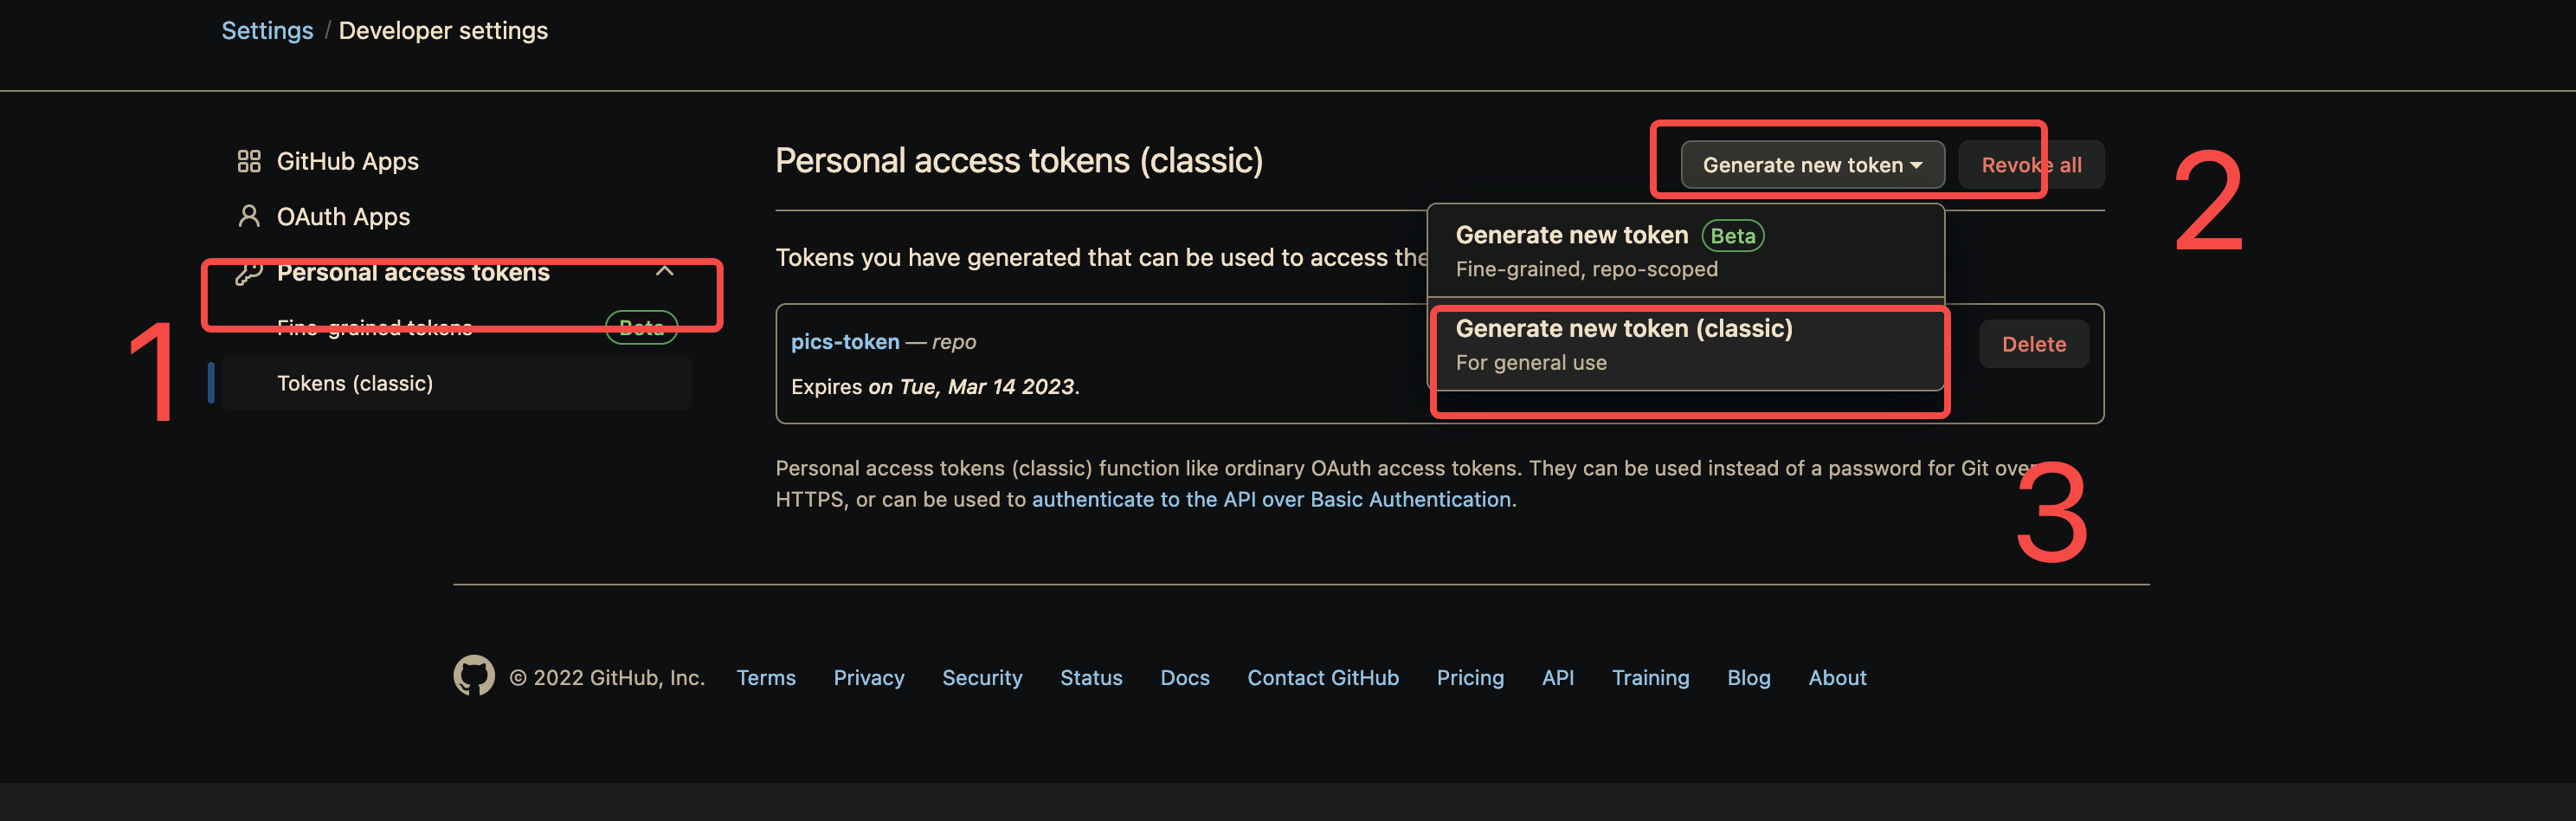 Settings / Developer settings
GitHub Apps
OAuth Apps
Personal access tokens
Fine-grained tokens Beta
Tokens (classic)
1
Personal access tokens (classic)
Generate new token
Revoke all
2
Generate new token Beta
Fine-grained, repo-scoped
Generate new token (classic)
For general use
3
Tokens you have generated that can be used to access the
pics-token — repo
Delete
Expires on Tue, Mar 14 2023.
Personal access tokens (classic) function like ordinary OAuth access tokens. They can be used instead of a password for Git over
HTTPS, or can be used to authenticate to the API over Basic Authentication.
© 2022 GitHub, Inc. Terms Privacy Security Status Docs Contact GitHub Pricing API Training Blog About